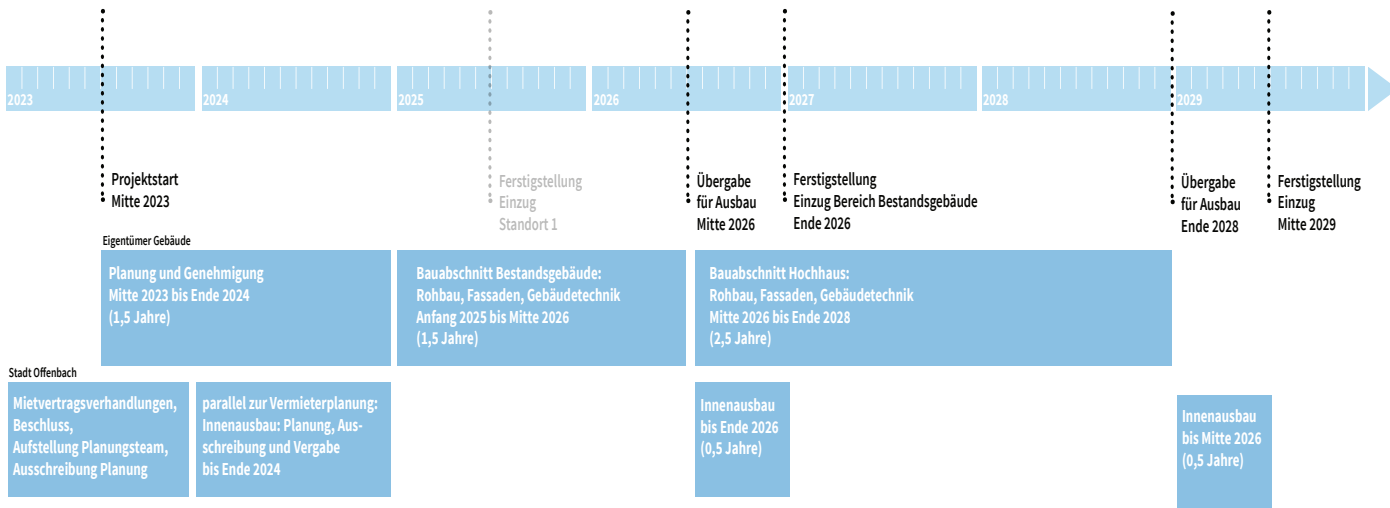 2023
2024
2025
2026
2027
2028
2029
Projektstart
Mitte 2023
Ferstigstellung
Einzug
Standort 1
Übergabe
für Ausbau
Mitte 2026
Ferstigstellung
Einzug Bereich Bestandsgebäude
Ende 2026
Übergabe
für Ausbau
Ende 2028
Ferstigstellung
Einzug
Mitte 2029
Eigentümer Gebäude
Planung und Genehmigung
Mitte 2023 bis Ende 2024
(1,5 Jahre)
Bauabschnitt Bestandsgebäude:
Rohbau, Fassaden, Gebäudetechnik
Anfang 2025 bis Mitte 2026
(1,5 Jahre)
Bauabschnitt Hochhaus:
Rohbau, Fassaden, Gebäudetechnik
Mitte 2026 bis Ende 2028
(2,5 Jahre)
Stadt Offenbach
Mietvertragsverhandlungen,
Beschluss,
Aufstellung Planungsteam,
Ausschreibung Planung
parallel zur Vermieterplanung:
Innenausbau: Planung, Aus-
schreibung und Vergabe
bis Ende 2024
Innenausbau
bis Ende 2026
(0,5 Jahre)
Innenausbau
bis Mitte 2026
(0,5 Jahre)